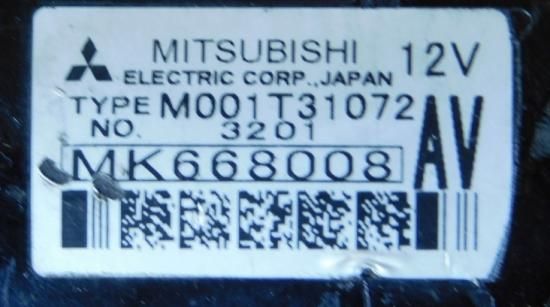 MITSUBISHI 12V
ELECTRIC CORP., JAPAN
TYPE M001T31072
NO. 3201
MK668008 AV